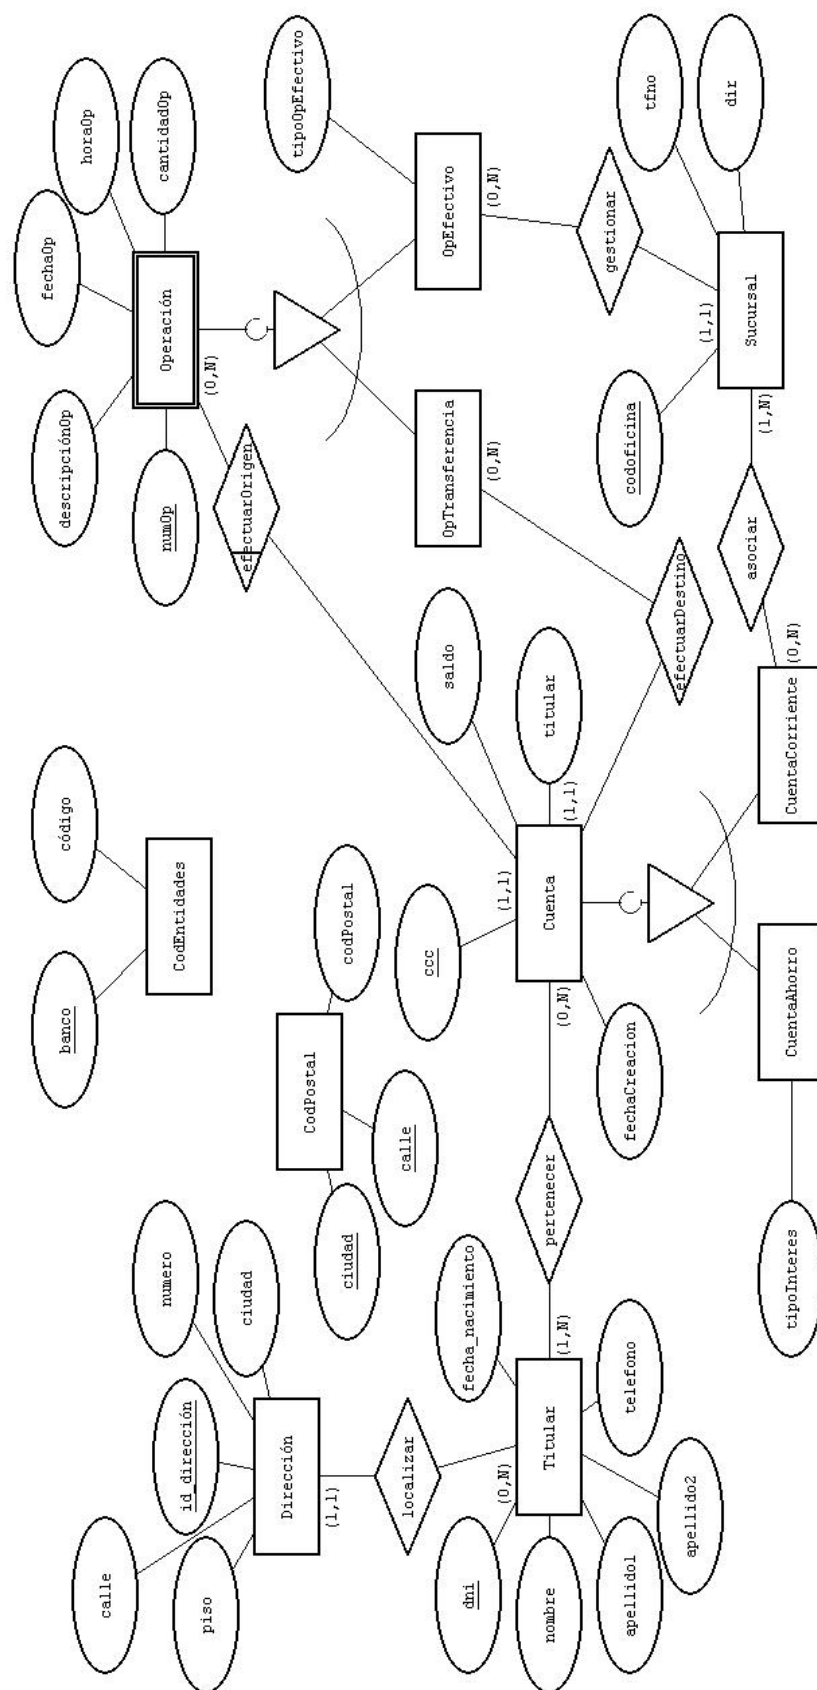 calle
piso
id_dirección
numero
ciudad
Dirección
(1,1)
localizar
dni
nombre
apellido1
apellido2
telefono
fecha_nacimiento
Titular
(0,N)
(1,N)
pertenecer
ciudad
calle
codPostal
CodPostal
banco
código
CodEntidades
ccc
saldo
titular
fechaCreacion
Cuenta
(0,N)
(1,1)
(1,1)
tipoInteres
CuentaAhorro
CuentaCorriente
(0,N)
asociar
(1,N)
efectuarDestino
efectuarOrigen
numOp
descripciónOp
fechaOp
horaOp
cantidadOp
Operación
(0,N)
OpTransferencia
(0,N)
OpEfectivo
(0,N)
tipoOpEfectivo
gestionar
codoficina
tfno
dir
Sucursal
(1,1)